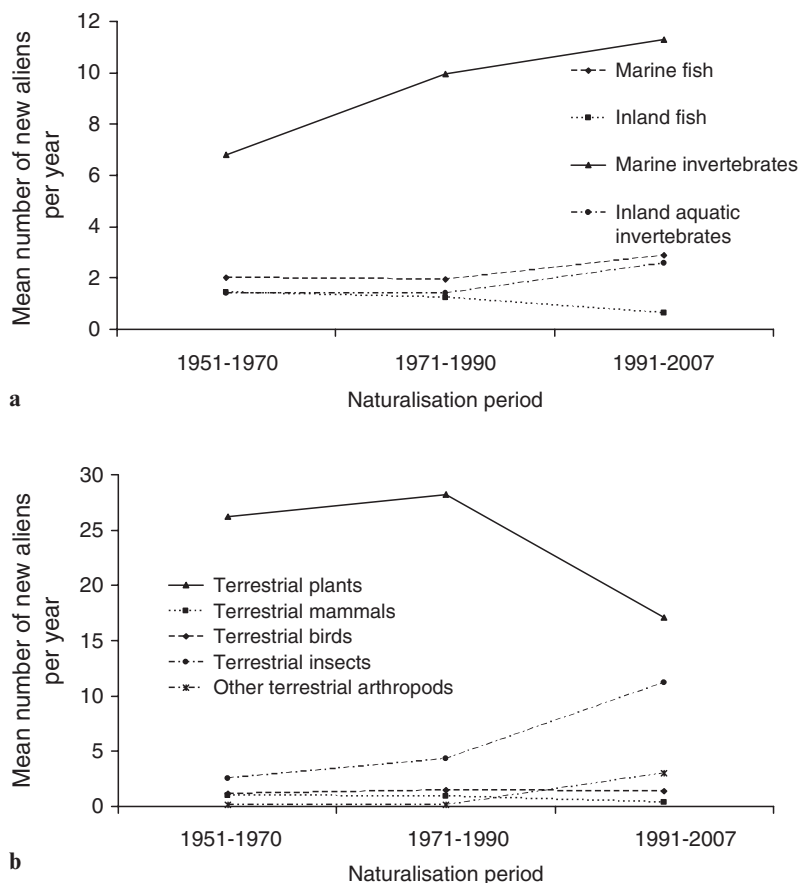 12
10
8
6
4
2
0
Mean number of new aliens
per year
Marine fish
Inland fish
Marine invertebrates
Inland aquatic
invertebrates
1951-1970
1971-1990
1991-2007
Naturalisation period
a
30
25
20
15
10
5
0
Mean number of new aliens
per year
Terrestrial plants
Terrestrial mammals
Terrestrial birds
Terrestrial insects
Other terrestrial arthropods
1951-1970
1971-1990
1991-2007
Naturalisation period
b